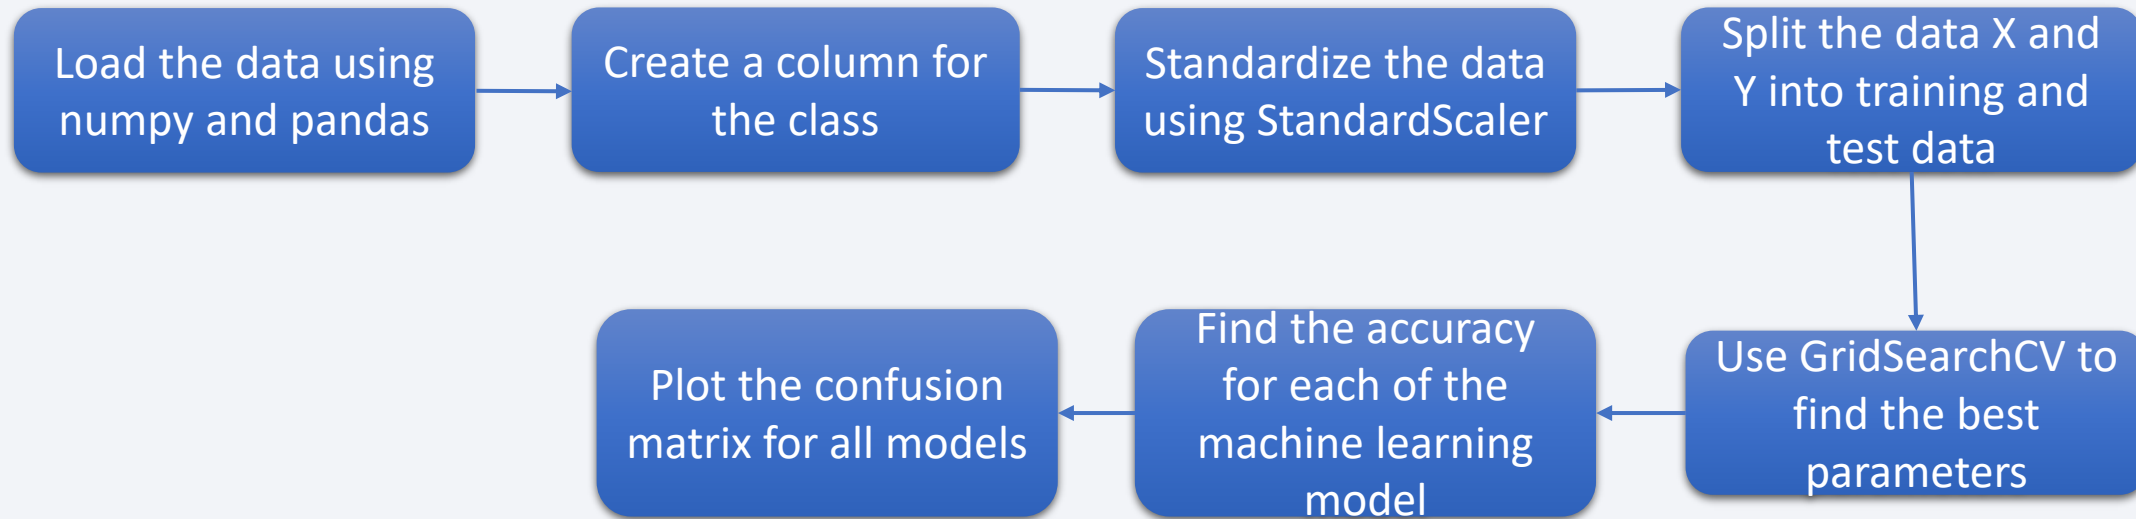 Load the data using
numpy and pandas
Create a column for
the class
Standardize the data
using StandardScaler
Split the data X and
Y into training and
test data
Use GridSearchCV to
find the best
parameters
Find the accuracy
for each of the
machine learning
model
Plot the confusion
matrix for all models